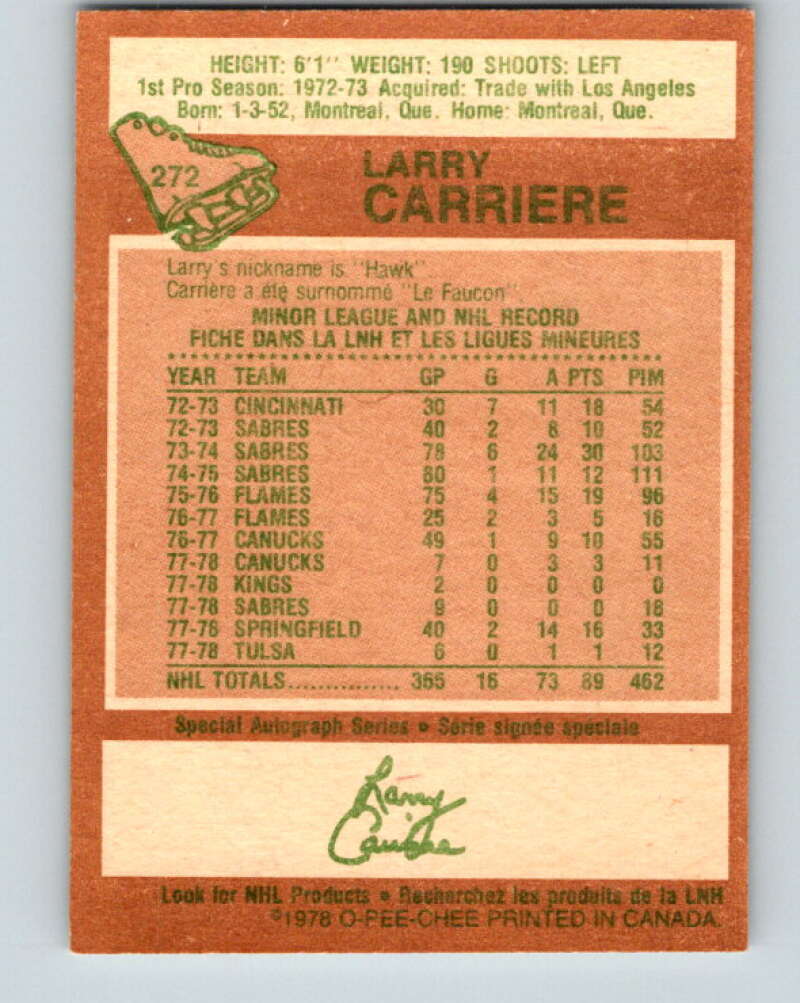 HEIGHT: 6'1'' WEIGHT: 190 SHOOTS: LEFT
1st Pro Season: 1972-73 Acquired: Trade with Los Angeles
Born: 1-3-52, Montreal, Que. Home: Montreal, Que.
272
LARRY
CARRIERE
Larry's nickname is "Hawk"
Carriere a été surnommé "Le Faucon"
MINOR LEAGUE AND NHL RECORD
FICHE DANS LA LNH ET LES LIGUES MINEURES
YEAR TEAM GP G A PTS PIM
72-73 CINCINNATI 30 7 11 18 54
72-73 SABRES 40 2 8 10 52
73-74 SABRES 78 6 24 30 103
74-75 SABRES 80 1 11 12 111
75-76 FLAMES 75 4 15 19 96
76-77 FLAMES 25 2 3 5 16
76-77 CANUCKS 49 1 9 10 55
77-78 CANUCKS 7 0 3 3 11
77-78 KINGS 2 0 0 0 0
77-78 SABRES 9 0 0 0 18
77-78 SPRINGFIELD 40 2 14 16 33
77-78 TULSA 6 0 1 1 12
NHL TOTALS............... 365 16 73 89 462
Special Autograph Series • Série signée spéciale
Larry
Carriere
Look for NHL Products • Recherchez les produits de la LNH
©1978 O-PEE-CHEE PRINTED IN CANADA.